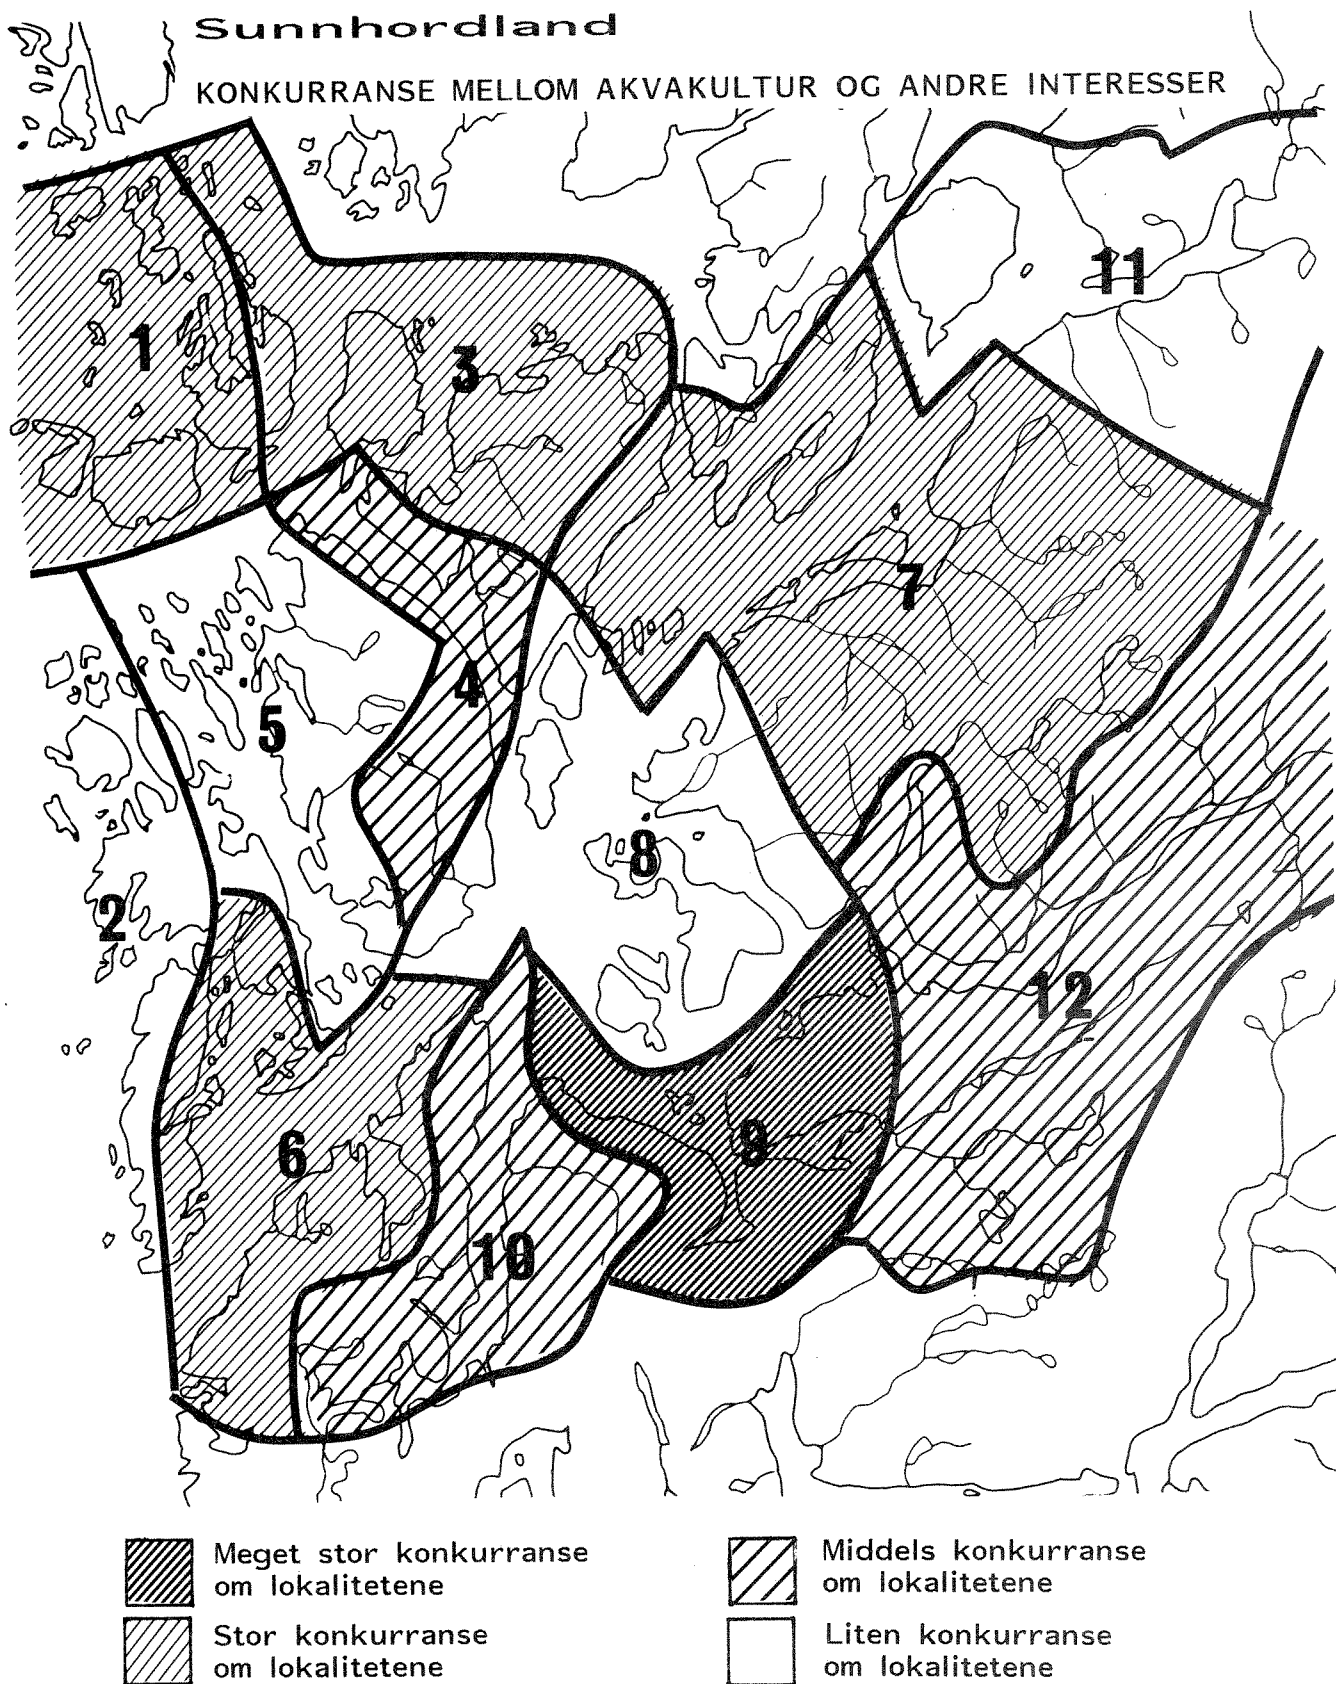 Sunnhordland
KONKURRANSE MELLOM AKVAKULTUR OG ANDRE INTERESSER
11
1
3
7
4
5
8
2
12
9
6
10
Meget stor konkurranse
om lokalitetene
Stor konkurranse
om lokalitetene
Middels konkurranse
om lokalitetene
Liten konkurranse
om lokalitetene